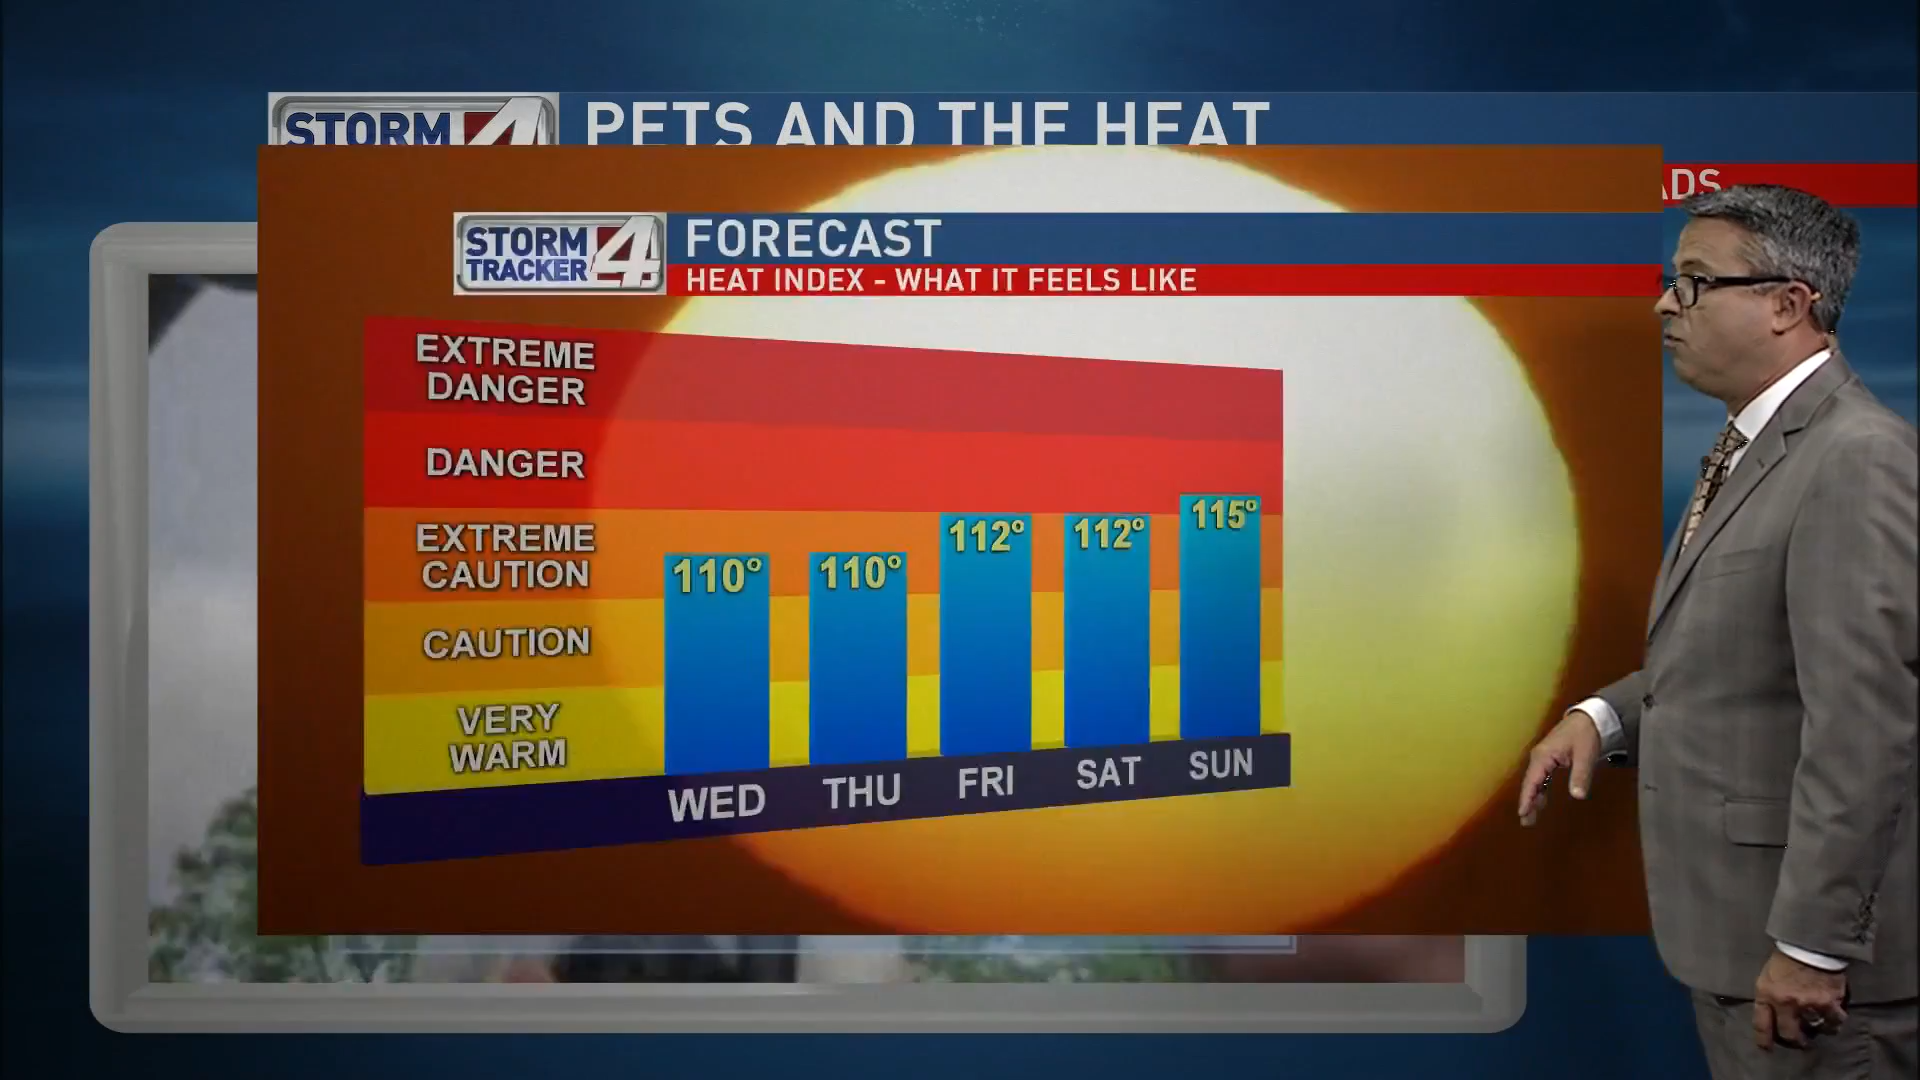 STORM 4
PETS AND THE HEAT
ADS
STORM
TRACKER 4
FORECAST
HEAT INDEX - WHAT IT FEELS LIKE
EXTREME
DANGER
DANGER
EXTREME
CAUTION
CAUTION
VERY
WARM
110° 110° 112° 112° 115°
WED THU FRI SAT SUN